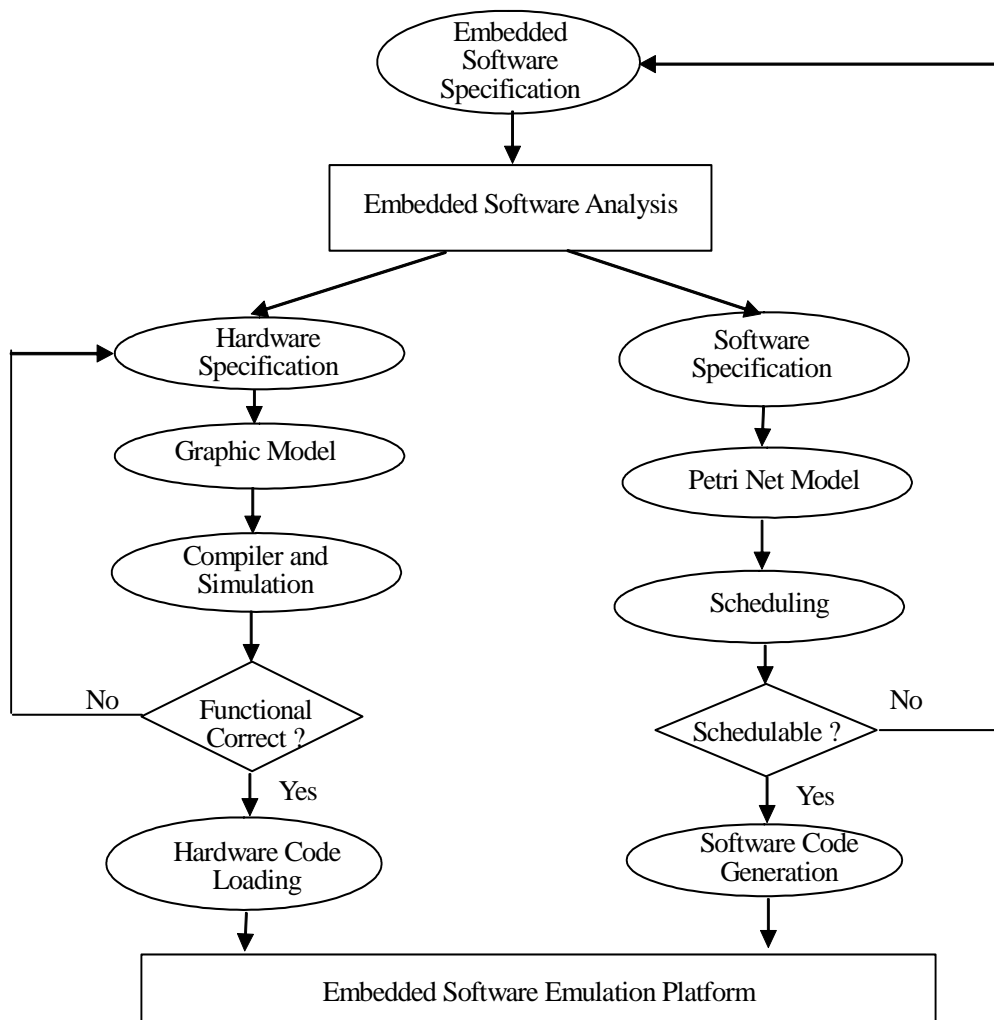 Embedded
Software
Specification
Embedded Software Analysis
Hardware
Specification
Software
Specification
Graphic Model
Petri Net Model
Compiler and
Simulation
Scheduling
No
Functional
Correct ?
Schedulable ?
No
Yes
Yes
Hardware Code
Loading
Software Code
Generation
Embedded Software Emulation Platform